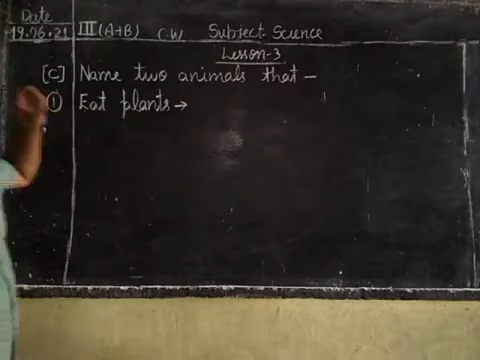 Date
19.06.21 III (A+B) C.W Subject Science
Lesson-3
[C] Name two animals that —
① Eat plants →